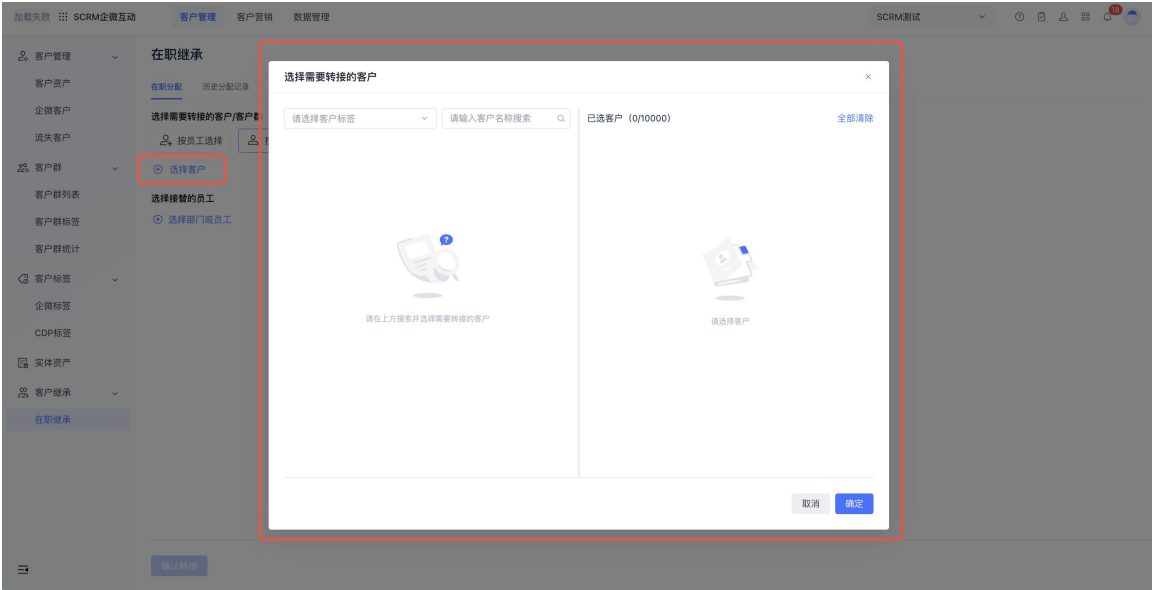 加载失败 SCRM企微互动 客户管理 客户营销 数据管理 SCRM测试 18
客户管理
客户资产
企微客户
流失客户
客户群
客户群列表
客户群标签
客户群统计
客户标签
企微标签
CDP标签
实体资产
客户继承
在职继承
在职继承
在职分配 历史分配记录
选择需要转接的客户/客户群
按员工选择
选择客户
选择接替的员工
选择部门或员工
确认转接
选择需要转接的客户
请选择客户标签 请输入客户名称搜索
已选客户（0/10000） 全部清除
请在上方搜索并选择需要转接的客户
请选择客户
取消 确定